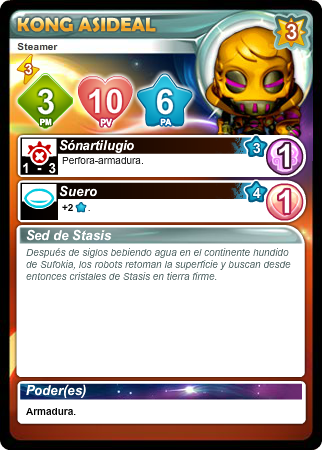 KONG ASIDEAL
3
Steamer
3
3
PM
10
PV
6
PA
Sónartilugio
3
1
Perfora-armadura.
1 - 3
Suero
4
1
+2 .
Sed de Stasis
Después de siglos bebiendo agua en el continente hundido
de Sufokia, los robots retoman la superficie y buscan desde
entonces cristales de Stasis en tierra firme.
Poder(es)
Armadura.